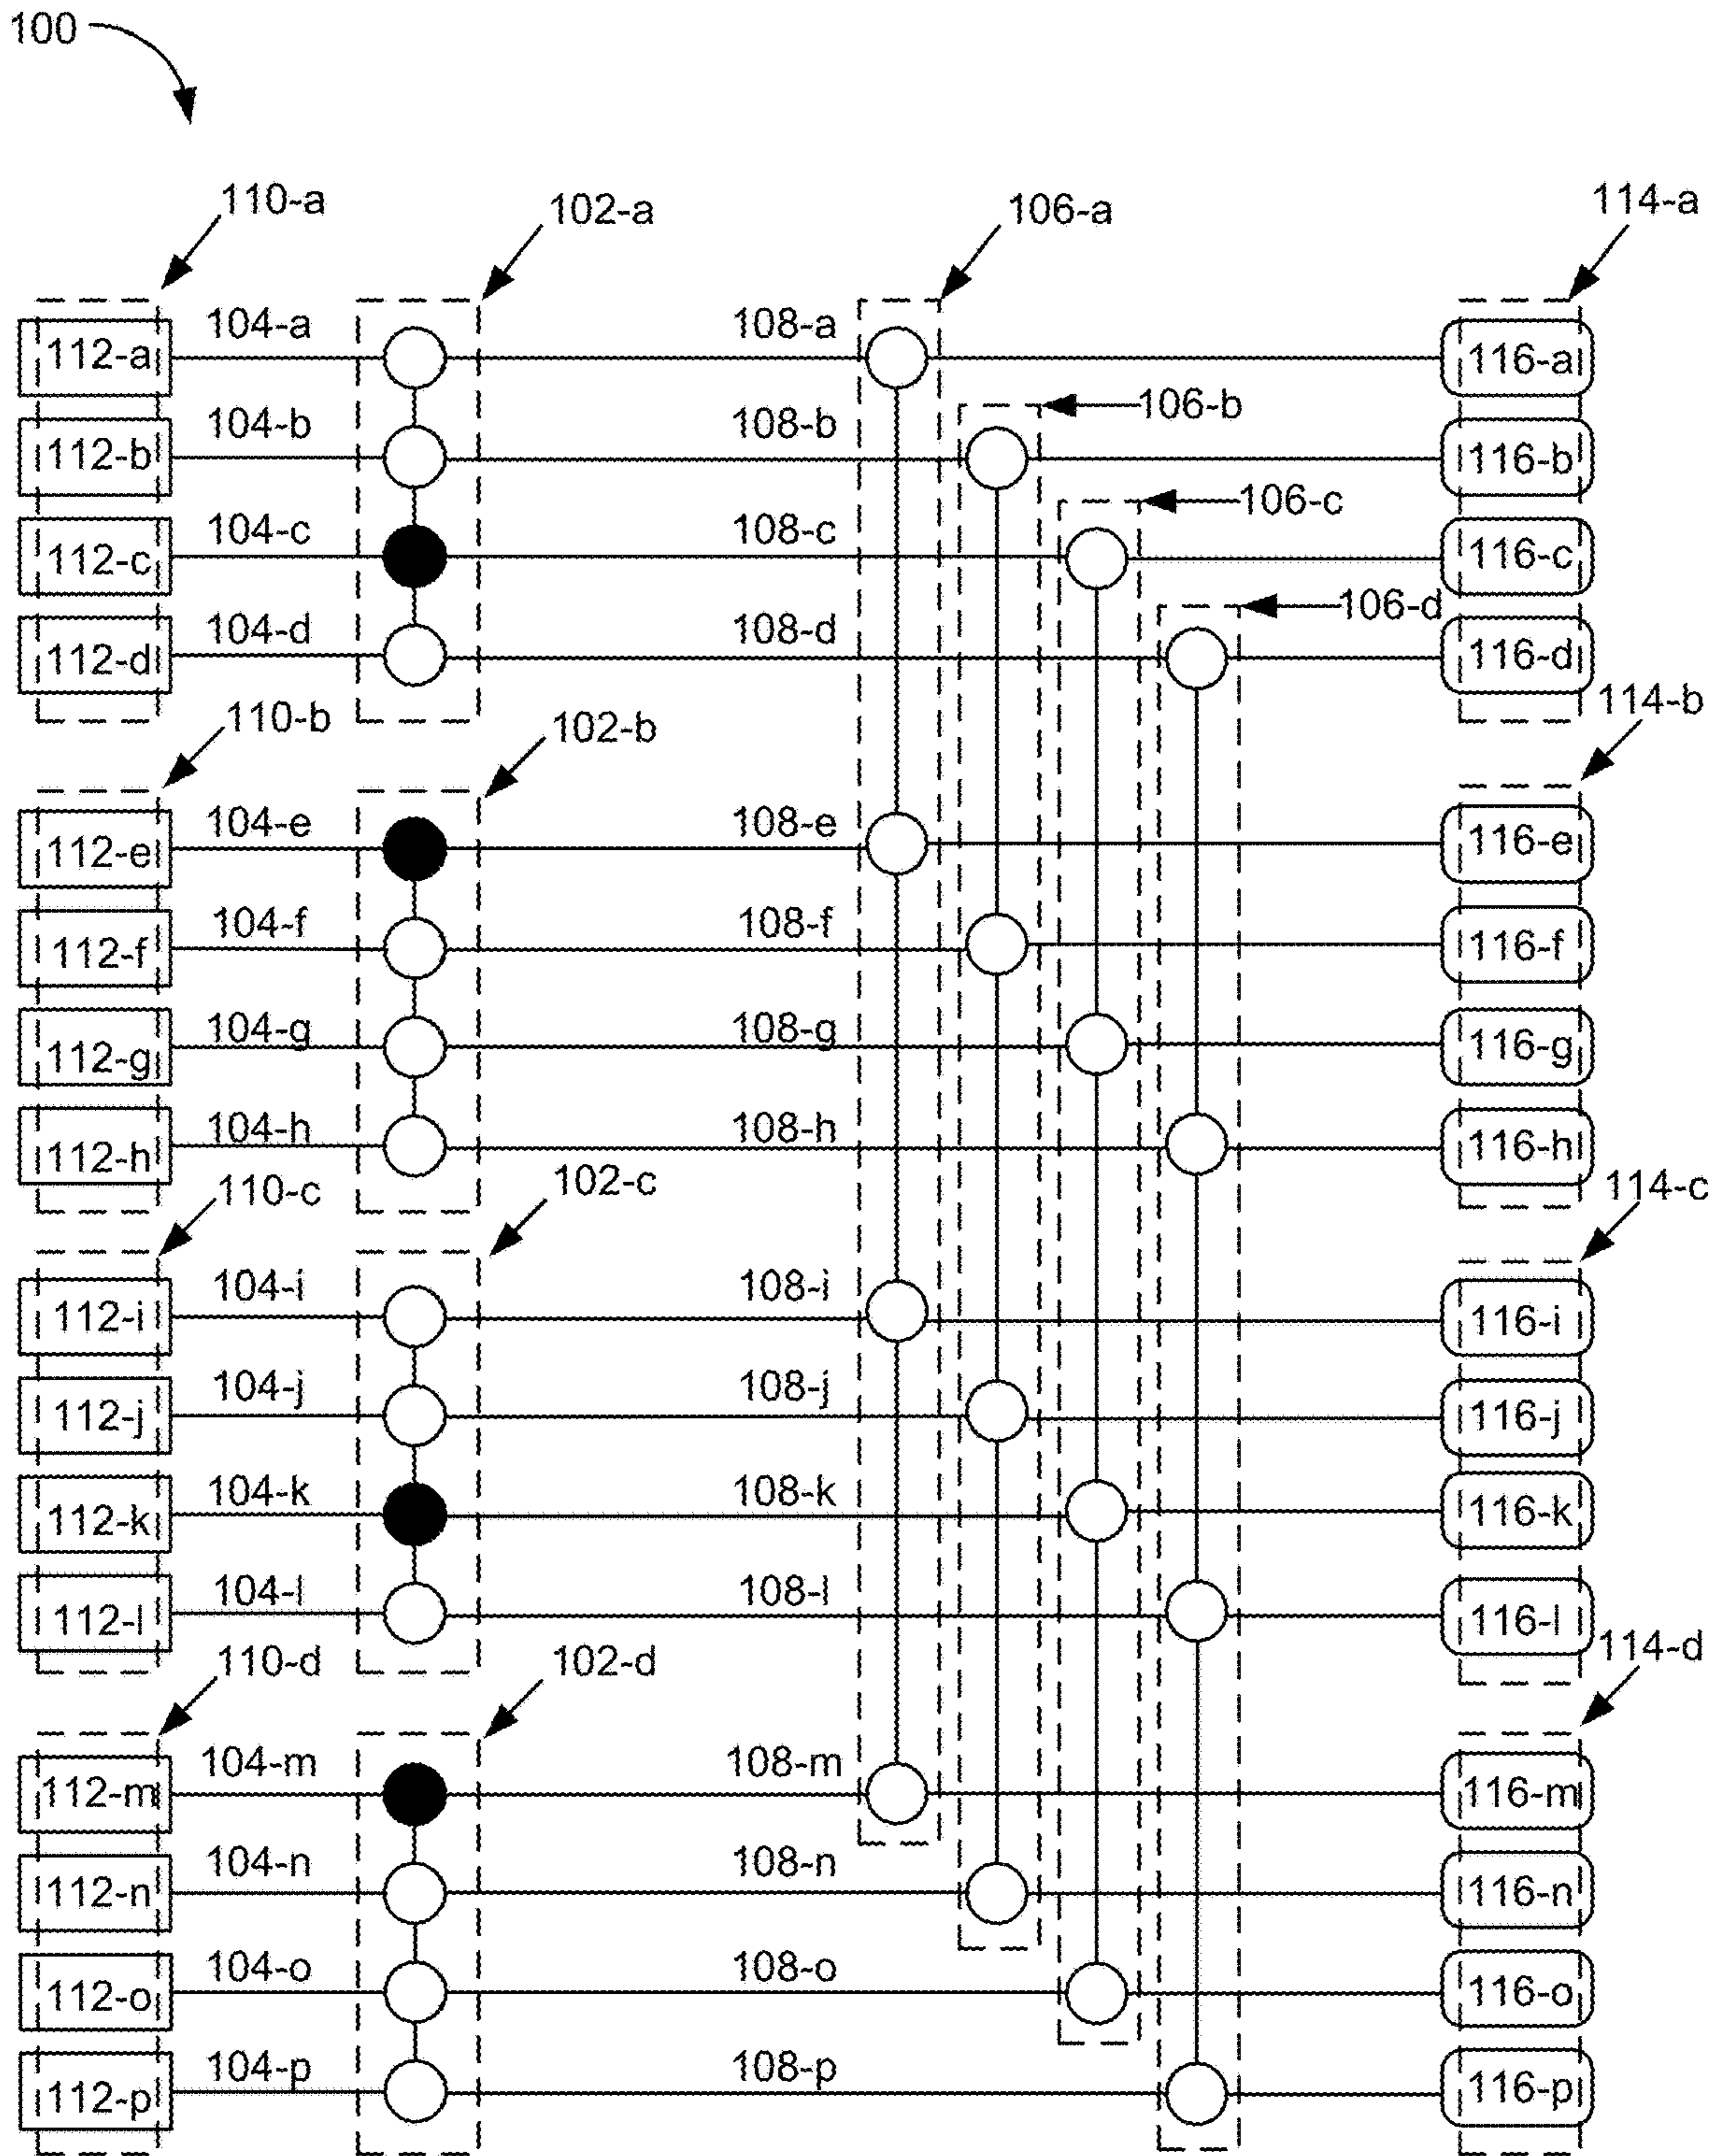 100
110-a 102-a 106-a 114-a
112-a 104-a 108-a 116-a
106-b
112-b 104-b 108-b 116-b
106-c
112-c 104-c 108-c 116-c
106-d
112-d 104-d 108-d 116-d
110-b 102-b 114-b
112-e 104-e 108-e 116-e
112-f 104-f 108-f 116-f
112-g 104-g 108-g 116-g
112-h 104-h 108-h 116-h
110-c 102-c 114-c
112-i 104-i 108-i 116-i
112-j 104-j 108-j 116-j
112-k 104-k 108-k 116-k
112-l 104-l 108-l 116-l
110-d 102-d 114-d
112-m 104-m 108-m 116-m
112-n 104-n 108-n 116-n
112-o 104-o 108-o 116-o
112-p 104-p 108-p 116-p